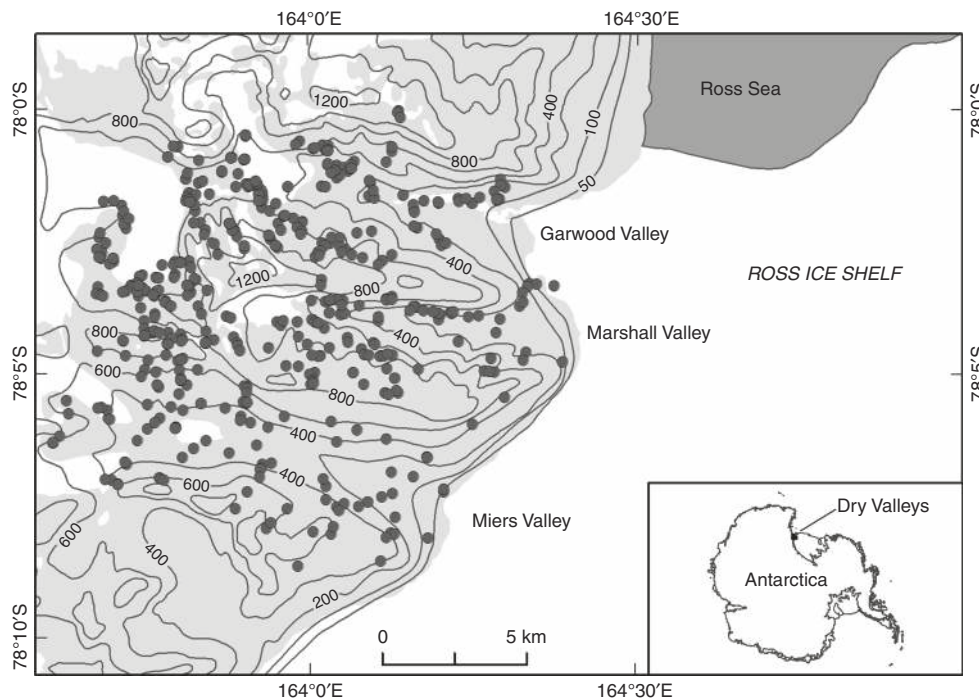 164°0′E
164°30′E
78°0′S
78°0′S
Ross Sea
1200
400
100
800
800
50
Garwood Valley
400
ROSS ICE SHELF
1200
800
Marshall Valley
400
800
78°5′S
78°5′S
600
800
400
400
600
Dry Valleys
Miers Valley
600
400
Antarctica
200
78°10′S
0
5 km
164°0′E
164°30′E